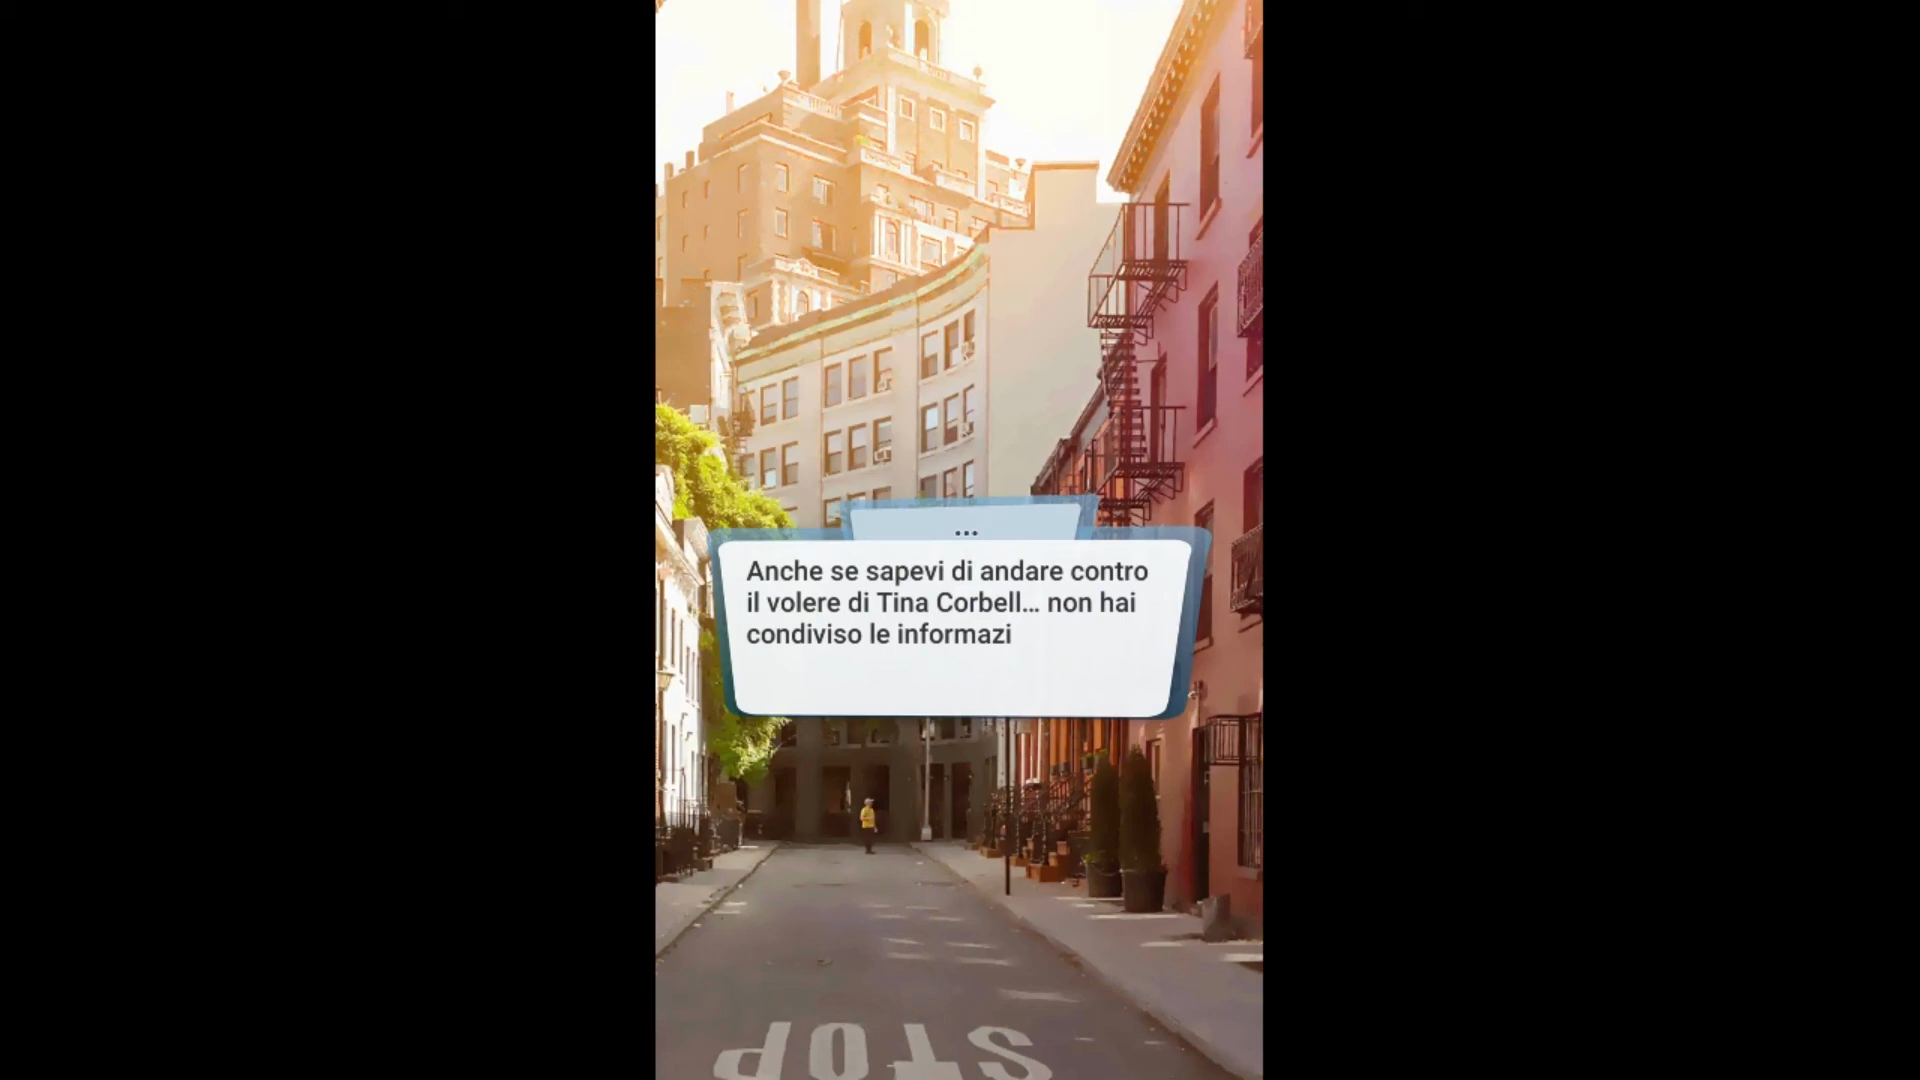 ...
Anche se sapevi di andare contro
il volere di Tina Corbell… non hai
condiviso le informazi
STOP